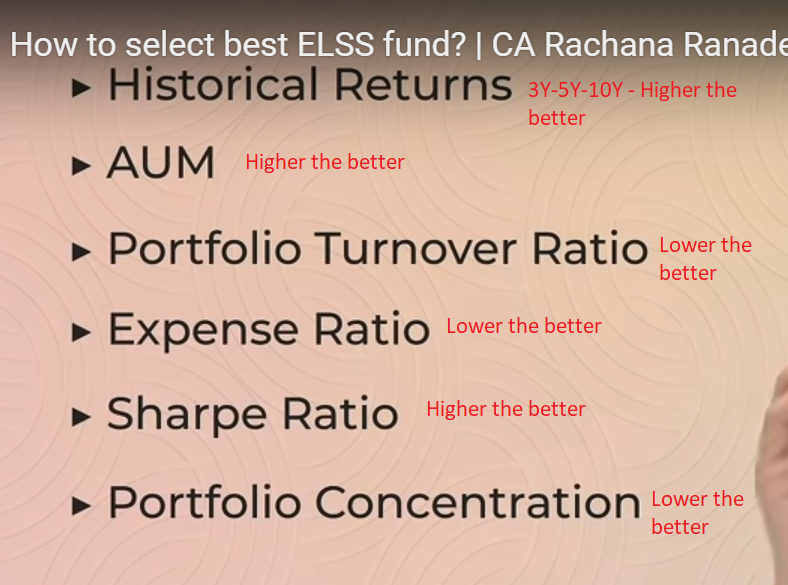 How to select best ELSS fund? | CA Rachana Ranade
► Historical Returns 3Y-5Y-10Y - Higher the
better
► AUM Higher the better
► Portfolio Turnover Ratio Lower the
better
► Expense Ratio Lower the better
► Sharpe Ratio Higher the better
► Portfolio Concentration Lower the
better